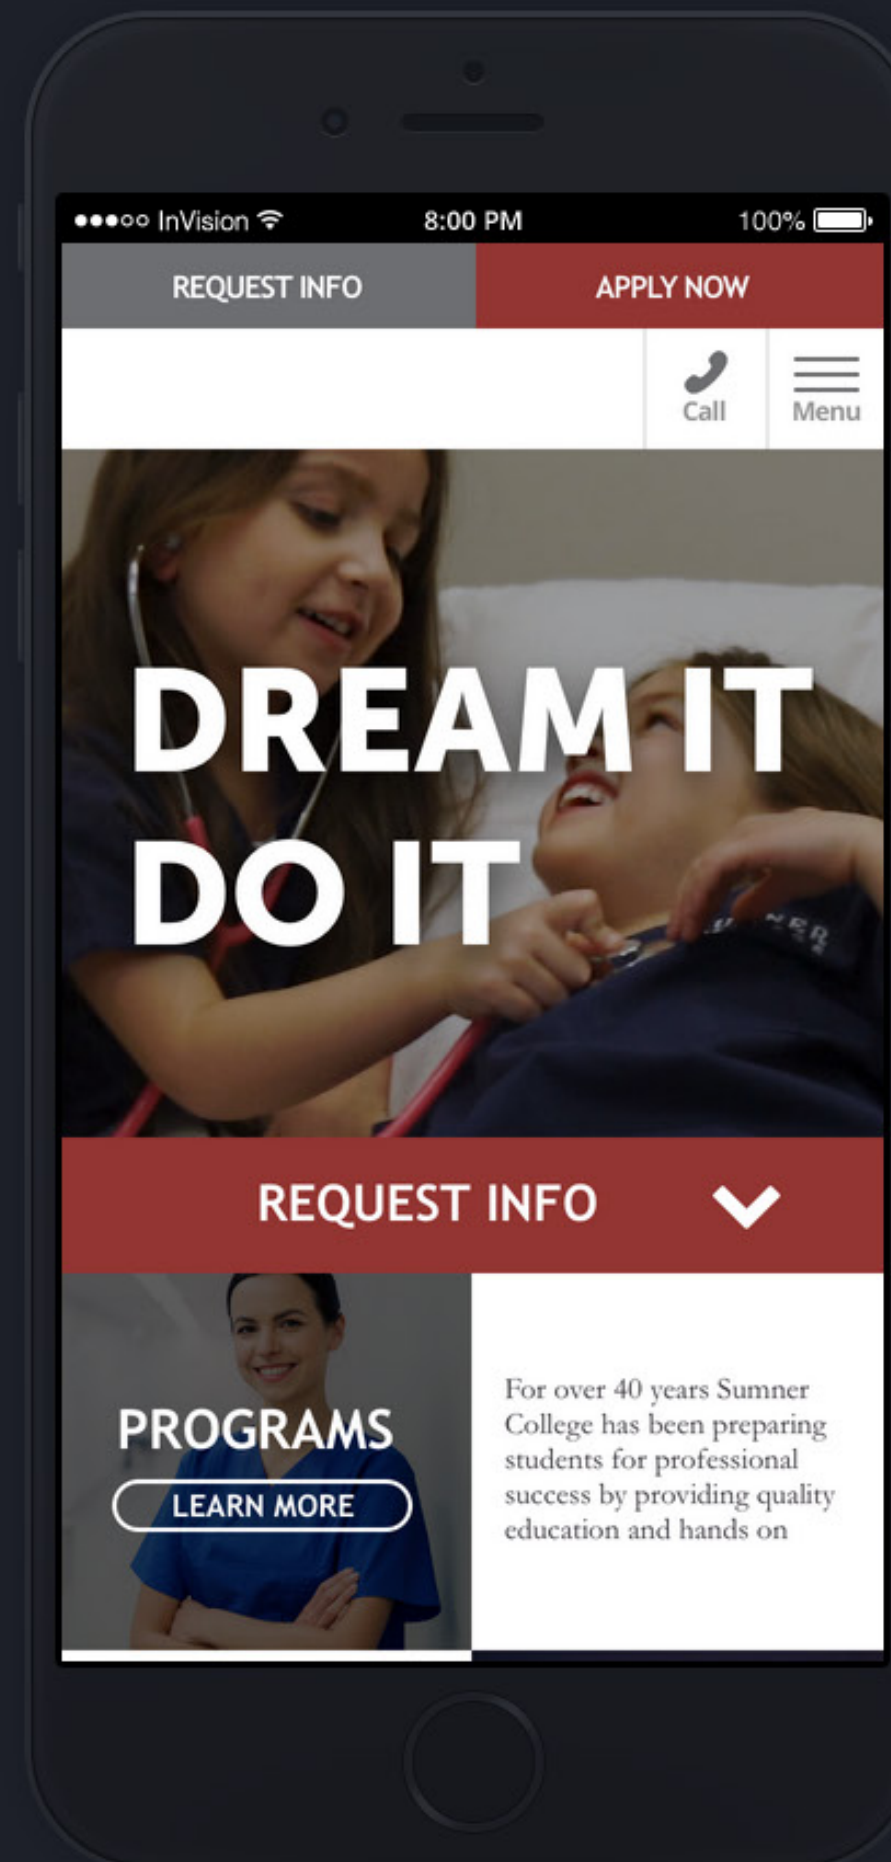 InVision 8:00 PM 100%
REQUEST INFO APPLY NOW
Call Menu
DREAM IT
DO IT
REQUEST INFO
PROGRAMS
LEARN MORE
For over 40 years Sumner
College has been preparing
students for professional
success by providing quality
education and hands on